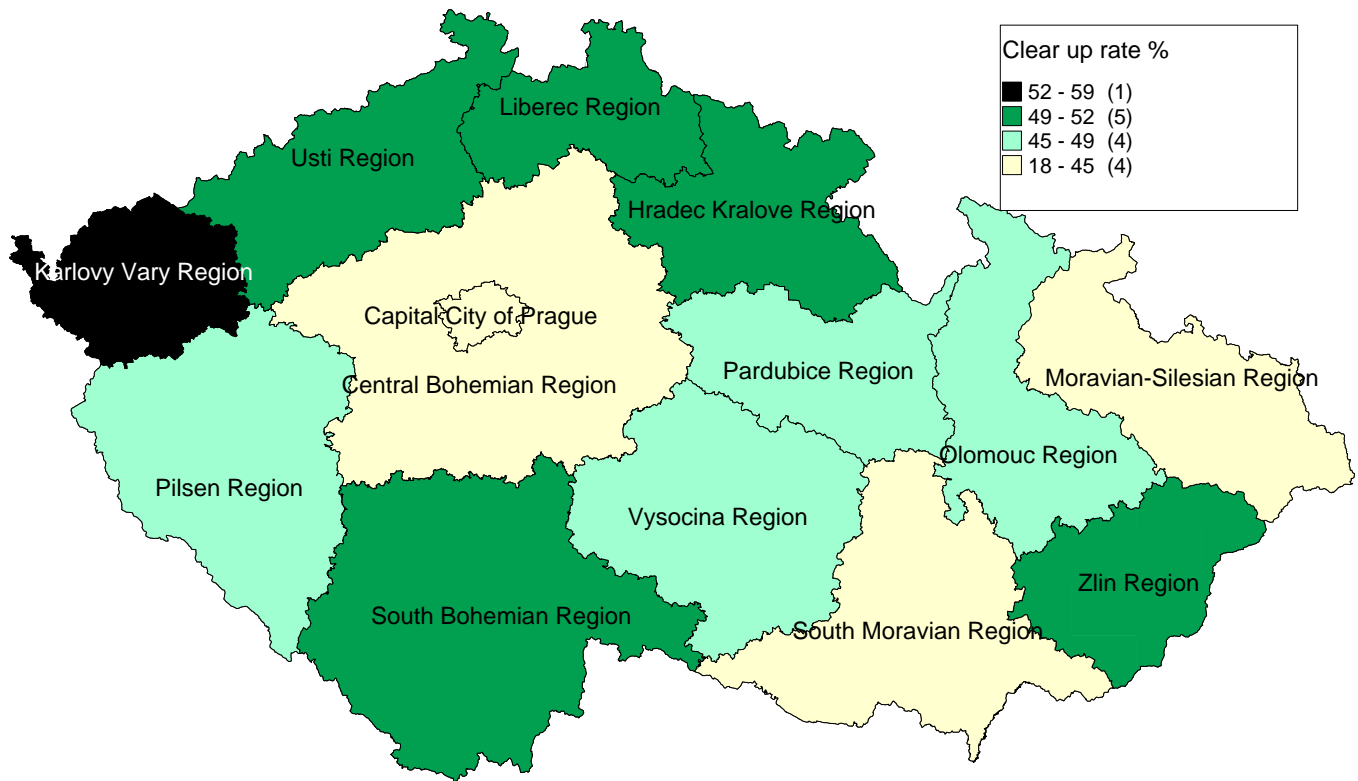 Clear up rate %
52 - 59 (1)
49 - 52 (5)
45 - 49 (4)
18 - 45 (4)
Liberec Region
Usti Region
Hradec Kralove Region
Karlovy Vary Region
Capital City of Prague
Pardubice Region
Moravian-Silesian Region
Central Bohemian Region
Olomouc Region
Pilsen Region
Vysocina Region
Zlin Region
South Bohemian Region
South Moravian Region